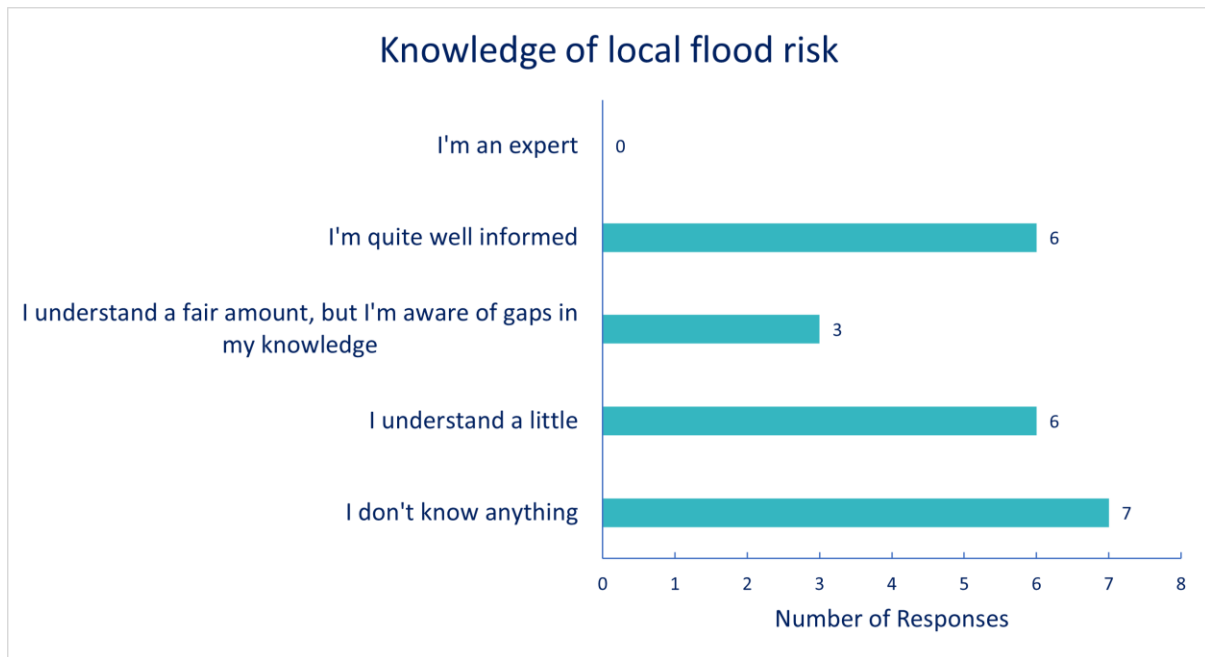 Knowledge of local flood risk
I'm an expert
0
I'm quite well informed
6
I understand a fair amount, but I'm aware of gaps in
my knowledge
3
I understand a little
6
I don't know anything
7
0 1 2 3 4 5 6 7 8
Number of Responses